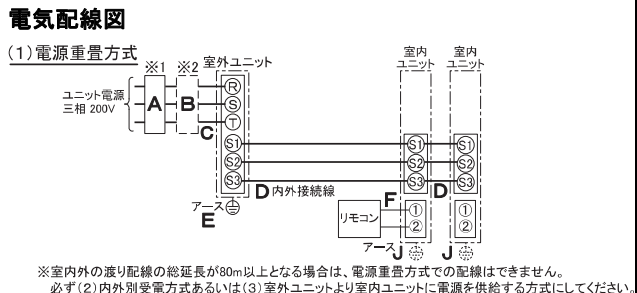 電気配線図
(1)電源重畳方式
※1 ※2 室外ユニット
室内ユニット 室内ユニット
ユニット電源
三相 200V
A B C
R
S
T
S1 S1 S1
S2 S2 S2
S3 S3 S3
D 内外接続線 D
アース
E
F
リモコン ① ①
② ②
アース J J
※室内外の渡り配線の総延長が80m以上となる場合は、電源重畳方式での配線はできません。
必ず(2)内外別受電方式あるいは(3)室外ユニットより室内ユニットに電源を供給する方式にしてください。